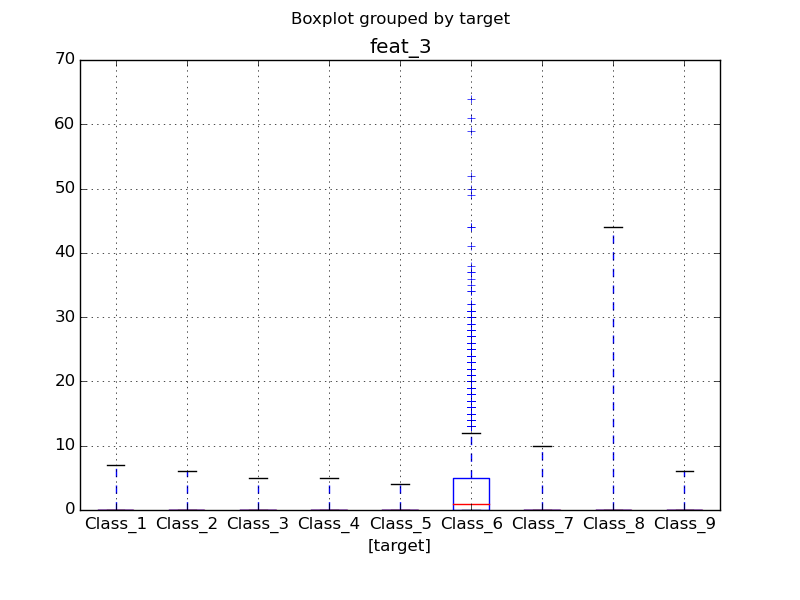 Boxplot grouped by target
feat_3
70
60
50
40
30
20
10
0
Class_1 Class_2 Class_3 Class_4 Class_5 Class_6 Class_7 Class_8 Class_9
[target]